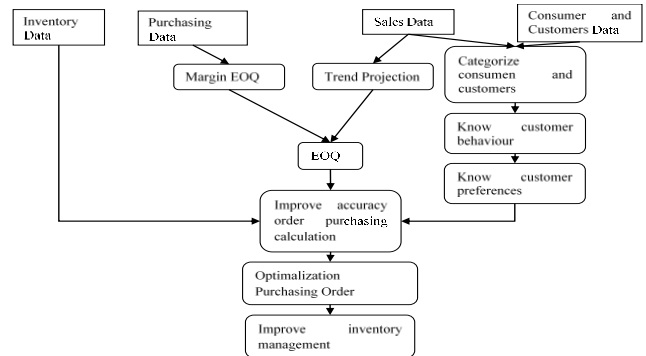 Inventory
Data
Purchasing
Data
Sales Data
Consumer and
Customers Data
Margin EOQ
Trend Projection
Categorize
consumen and
customers
Know customer
behaviour
EOQ
Know customer
preferences
Improve accuracy
order purchasing
calculation
Optimalization
Purchasing Order
Improve inventory
management